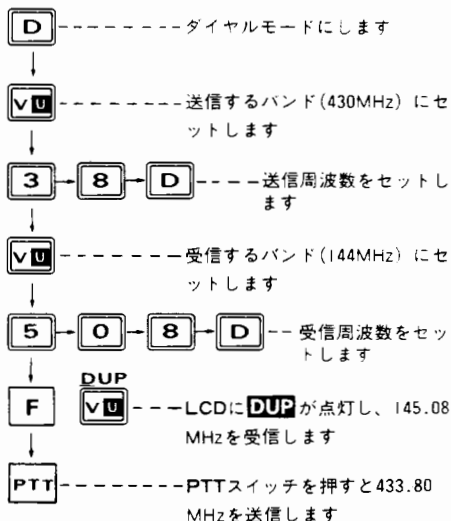 D ------- ダイヤルモードにします
VU ------- 送信するバンド(430MHz) にセ
ットします
3 8 D ---- 送信周波数をセットし
ます
VU ------- 受信するバンド(144MHz) にセ
ットします
5 0 8 D -- 受信周波数をセッ
トします
DUP
F VU --- LCDにDUPが点灯し、145.08
MHzを受信します
PTT ------- PTTスイッチを押すと433.80
MHzを送信します